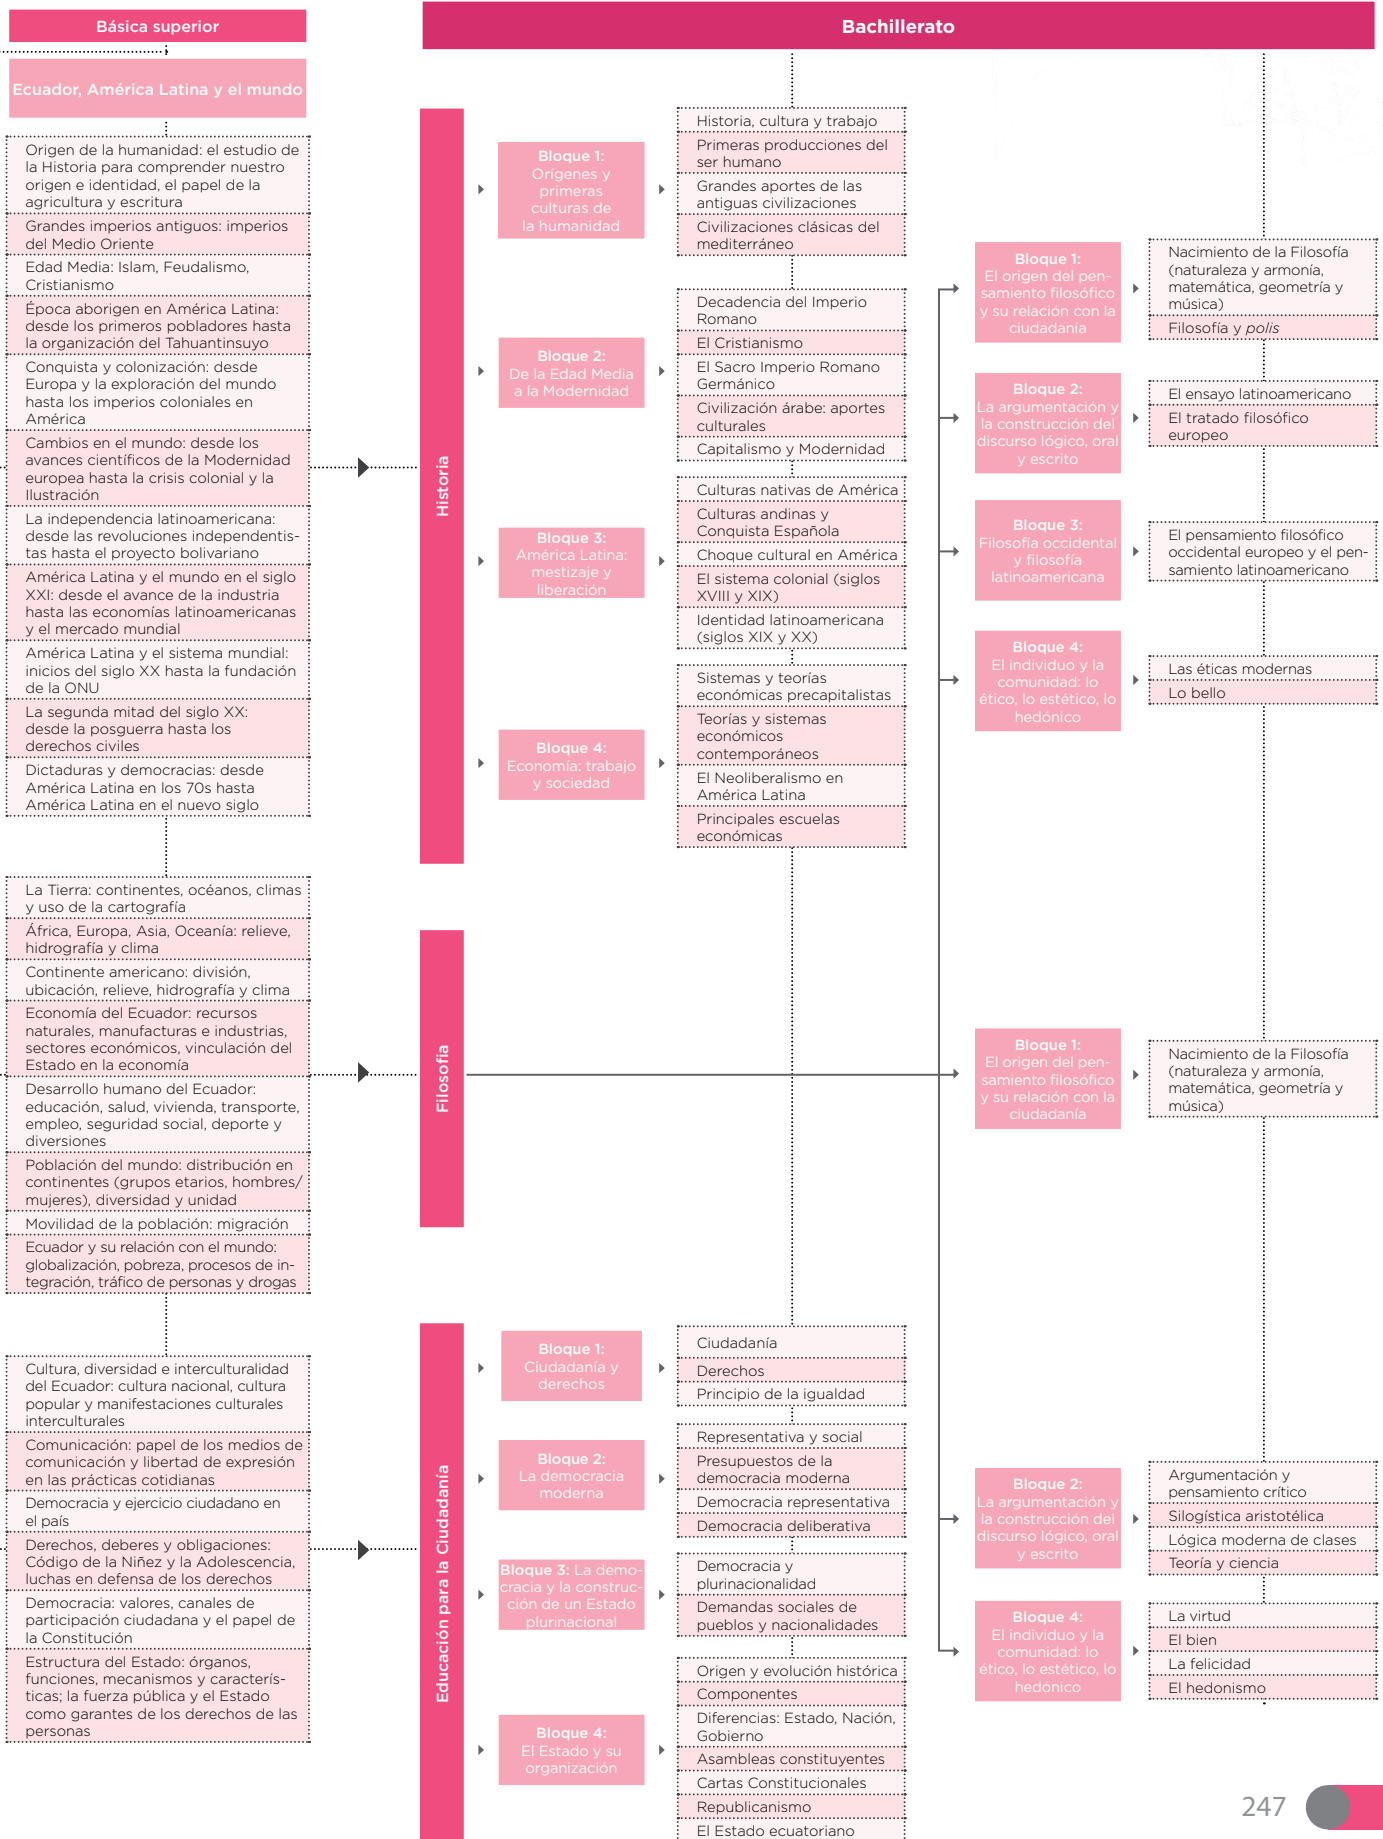 Básica superior
Bachillerato
Ecuador, América Latina y el mundo
Origen de la humanidad: el estudio de
la Historia para comprender nuestro
origen e identidad, el papel de la
agricultura y escritura
Grandes imperios antiguos: imperios
del Medio Oriente
Edad Media: Islam, Feudalismo,
Cristianismo
Época aborigen en América Latina:
desde los primeros pobladores hasta
la organización del Tahuantinsuyo
Conquista y colonización: desde
Europa y la exploración del mundo
hasta los imperios coloniales en
América
Cambios en el mundo: desde los
avances científicos de la Modernidad
europea hasta la crisis colonial y la
Ilustración
La independencia latinoamericana:
desde las revoluciones independentis-
tas hasta el proyecto bolivariano
América Latina y el mundo en el siglo
XXI: desde el avance de la industria
hasta las economías latinoamericanas
y el mercado mundial
América Latina y el sistema mundial:
inicios del siglo XX hasta la fundación
de la ONU
La segunda mitad del siglo XX:
desde la posguerra hasta los
derechos civiles
Dictaduras y democracias: desde
América Latina en los 70s hasta
América Latina en el nuevo siglo
La Tierra: continentes, océanos, climas
y uso de la cartografía
África, Europa, Asia, Oceanía: relieve,
hidrografía y clima
Continente americano: división,
ubicación, relieve, hidrografía y clima
Economía del Ecuador: recursos
naturales, manufacturas e industrias,
sectores económicos, vinculación del
Estado en la economía
Desarrollo humano del Ecuador:
educación, salud, vivienda, transporte,
empleo, seguridad social, deporte y
diversiones
Población del mundo: distribución en
continentes (grupos etarios, hombres/
mujeres), diversidad y unidad
Movilidad de la población: migración
Ecuador y su relación con el mundo:
globalización, pobreza, procesos de in-
tegración, tráfico de personas y drogas
Cultura, diversidad e interculturalidad
del Ecuador: cultura nacional, cultura
popular y manifestaciones culturales
interculturales
Comunicación: papel de los medios de
comunicación y libertad de expresión
en las prácticas cotidianas
Democracia y ejercicio ciudadano en
el país
Derechos, deberes y obligaciones:
Código de la Niñez y la Adolescencia,
luchas en defensa de los derechos
Democracia: valores, canales de
participación ciudadana y el papel de
la Constitución
Estructura del Estado: órganos,
funciones, mecanismos y caracterís-
ticas; la fuerza pública y el Estado
como garantes de los derechos de las
personas
Historia
Bloque 1:
Orígenes y
primeras
culturas de
la humanidad
Historia, cultura y trabajo
Primeras producciones del
ser humano
Grandes aportes de las
antiguas civilizaciones
Civilizaciones clásicas del
mediterráneo
Bloque 2:
De la Edad Media
a la Modernidad
Decadencia del Imperio
Romano
El Cristianismo
El Sacro Imperio Romano
Germánico
Civilización árabe: aportes
culturales
Capitalismo y Modernidad
Bloque 3:
América Latina:
mestizaje y
liberación
Culturas nativas de América
Culturas andinas y
Conquista Española
Choque cultural en América
El sistema colonial (siglos
XVIII y XIX)
Identidad latinoamericana
(siglos XIX y XX)
Bloque 4:
Economía: trabajo
y sociedad
Sistemas y teorías
económicas precapitalistas
Teorías y sistemas
económicos
contemporáneos
El Neoliberalismo en
América Latina
Principales escuelas
económicas
Filosofía
Bloque 1:
El origen del pen-
samiento filosófico
y su relación con la
ciudadanía
Nacimiento de la Filosofía
(naturaleza y armonía,
matemática, geometría y
música)
Filosofía y polis
Bloque 2:
La argumentación y
la construcción del
discurso lógico, oral
y escrito
El ensayo latinoamericano
El tratado filosófico
europeo
Bloque 3:
Filosofía occidental
y filosofía
latinoamericana
El pensamiento filosófico
occidental europeo y el pen-
samiento latinoamericano
Bloque 4:
El individuo y la
comunidad: lo
ético, lo estético, lo
hedónico
Las éticas modernas
Lo bello
Bloque 1:
El origen del pen-
samiento filosófico
y su relación con la
ciudadanía
Nacimiento de la Filosofía
(naturaleza y armonía,
matemática, geometría y
música)
Bloque 2:
La argumentación y
la construcción del
discurso lógico, oral
y escrito
Argumentación y
pensamiento crítico
Silogística aristotélica
Lógica moderna de clases
Teoría y ciencia
Bloque 4:
El individuo y la
comunidad: lo
ético, lo estético, lo
hedónico
La virtud
El bien
La felicidad
El hedonismo
Educación para la Ciudadanía
Bloque 1:
Ciudadanía y
derechos
Ciudadanía
Derechos
Principio de la igualdad
Bloque 2:
La democracia
moderna
Representativa y social
Presupuestos de la
democracia moderna
Democracia representativa
Democracia deliberativa
Bloque 3: La demo-
cracia y la construc-
ción de un Estado
plurinacional
Democracia y
plurinacionalidad
Demandas sociales de
pueblos y nacionalidades
Bloque 4:
El Estado y su
organización
Origen y evolución histórica
Componentes
Diferencias: Estado, Nación,
Gobierno
Asambleas constituyentes
Cartas Constitucionales
Republicanismo
El Estado ecuatoriano
247